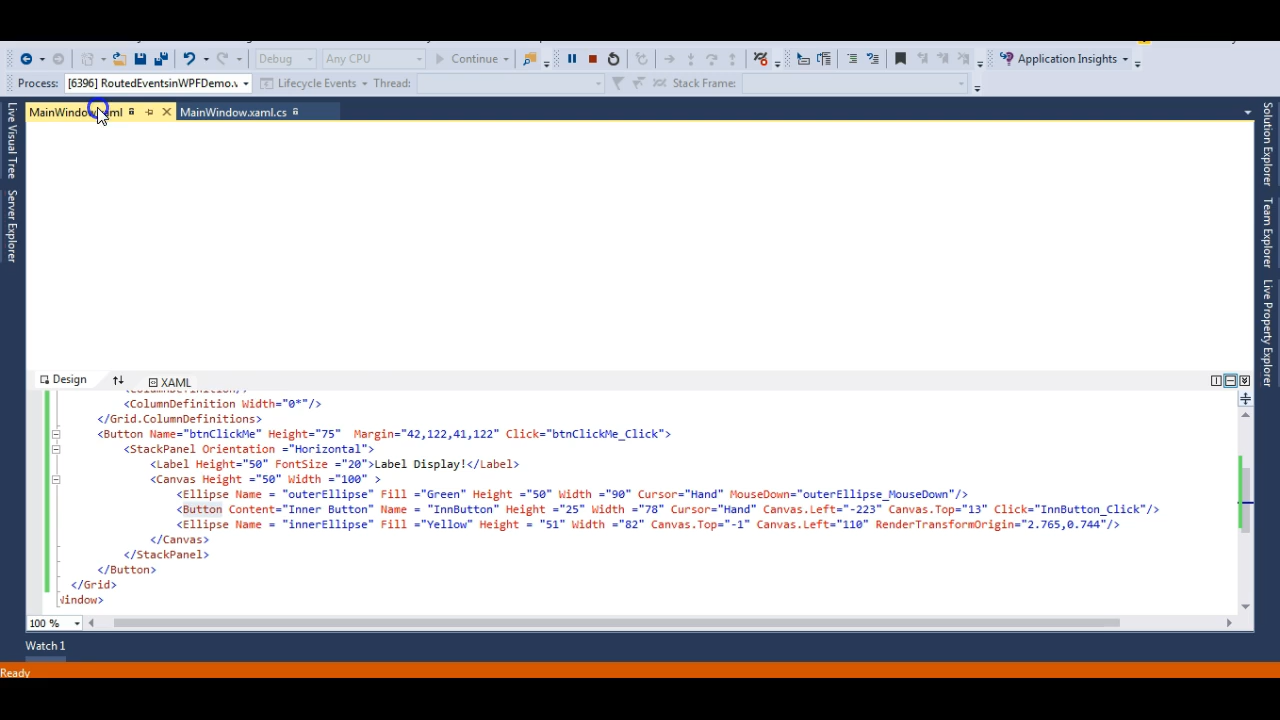 Debug Any CPU Continue Application Insights
Process: [6396] RoutedEventsinWPFDemo.v Lifecycle Events Thread: Stack Frame:
MainWindow.xaml MainWindow.xaml.cs
Live Visual Tree
Server Explorer
Solution Explorer
Team Explorer
Live Property Explorer
Design XAML
<ColumnDefinition/>
<ColumnDefinition Width="0*"/>
</Grid.ColumnDefinitions>
<Button Name="btnClickMe" Height="75"  Margin="42,122,41,122" Click="btnClickMe_Click">
<StackPanel Orientation ="Horizontal">
<Label Height="50" FontSize ="20">Label Display!</Label>
<Canvas Height ="50" Width ="100" >
<Ellipse Name = "outerEllipse" Fill ="Green" Height ="50" Width ="90" Cursor="Hand" MouseDown="outerEllipse_MouseDown"/>
<Button Content="Inner Button" Name = "InnButton" Height ="25" Width ="78" Cursor="Hand" Canvas.Left="-223" Canvas.Top="13" Click="InnButton_Click"/>
<Ellipse Name = "innerEllipse" Fill ="Yellow" Height = "51" Width ="82" Canvas.Top="-1" Canvas.Left="110" RenderTransformOrigin="2.765,0.744"/>
</Canvas>
</StackPanel>
</Button>
</Grid>
Window>
100 %
Watch 1
Ready